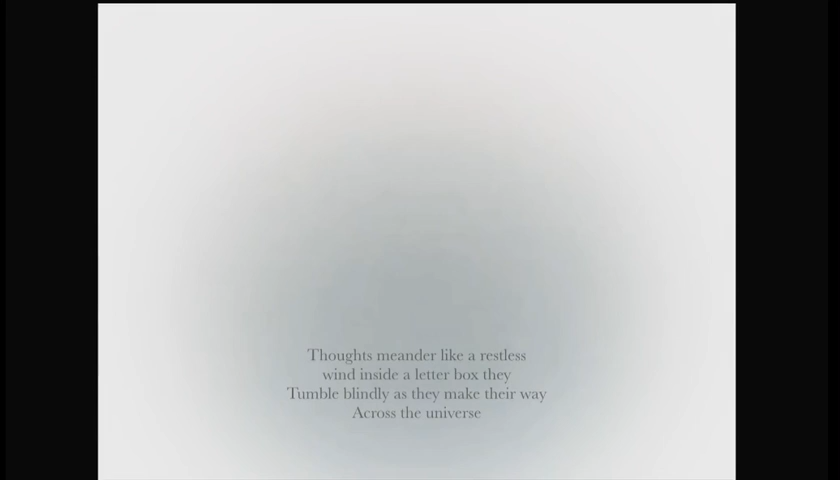 Thoughts meander like a restless
wind inside a letter box they
Tumble blindly as they make their way
Across the universe